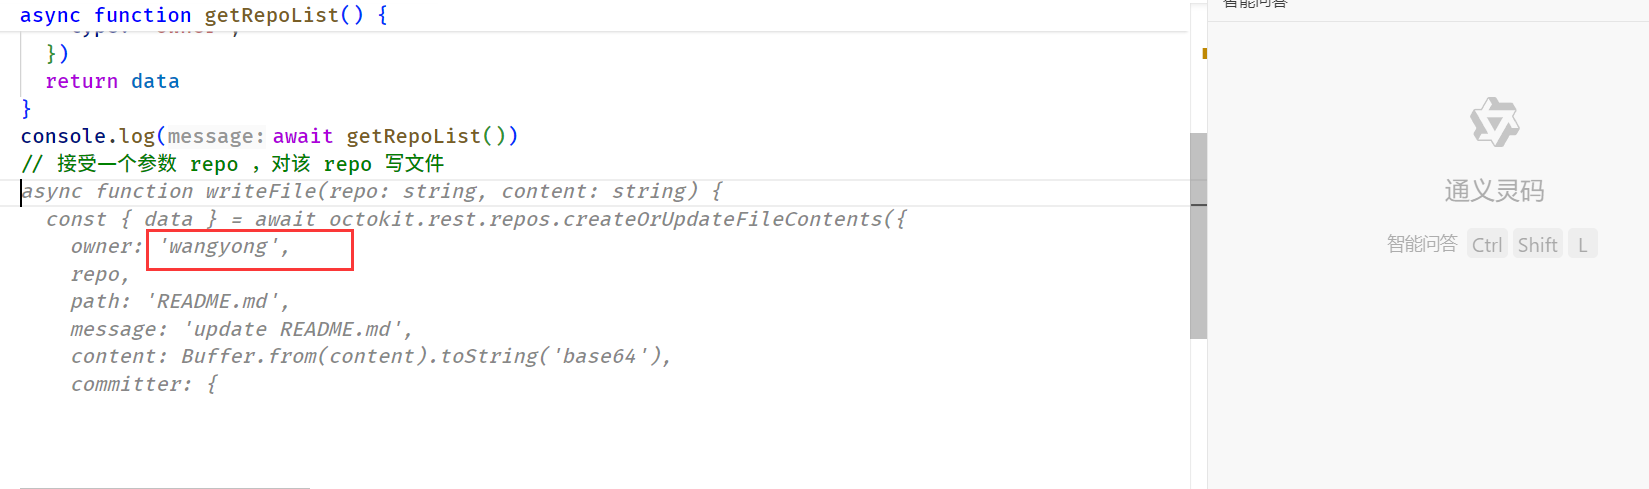 async function getRepoList() {
})
return data
}
console.log(message: await getRepoList())
// 接受一个参数 repo ，对该 repo 写文件
async function writeFile(repo: string, content: string) {
const { data } = await octokit.rest.repos.createOrUpdateFileContents({
owner: 'wangyong',
repo,
path: 'README.md',
message: 'update README.md',
content: Buffer.from(content).toString('base64'),
committer: {
智能问答
通义灵码
智能问答 Ctrl Shift L